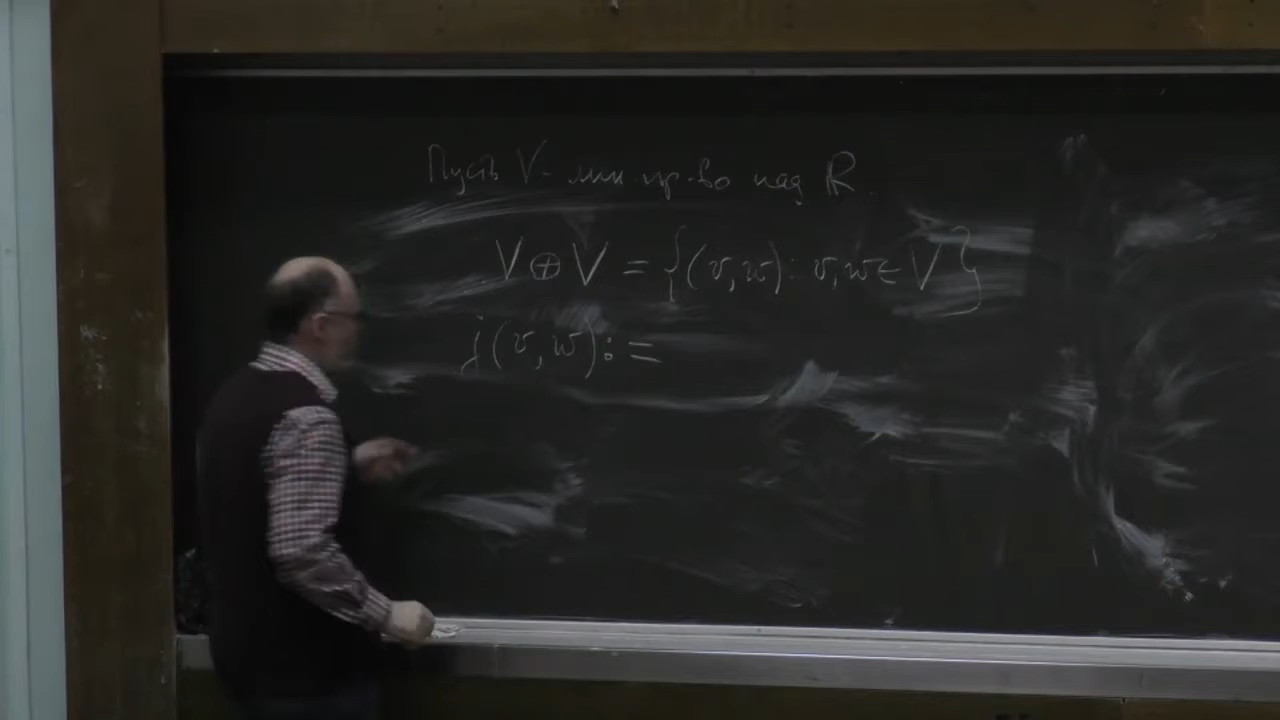 Пусть V - лин. пр-во над ℝ.
V ⊕ V = {(v, w) : v, w ∈ V}
j(v, w) :=